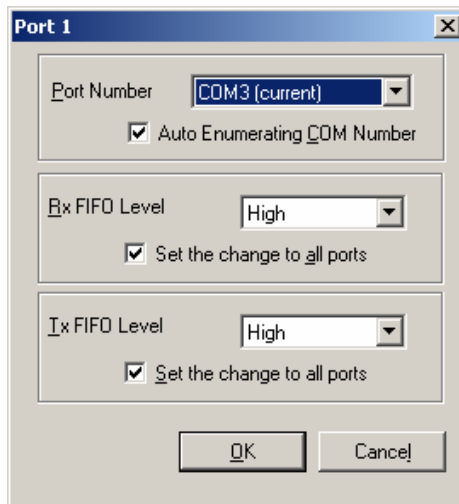 Port 1
Port Number COM3 (current)
Auto Enumerating COM Number
Rx FIFO Level High
Set the change to all ports
Tx FIFO Level High
Set the change to all ports
OK Cancel